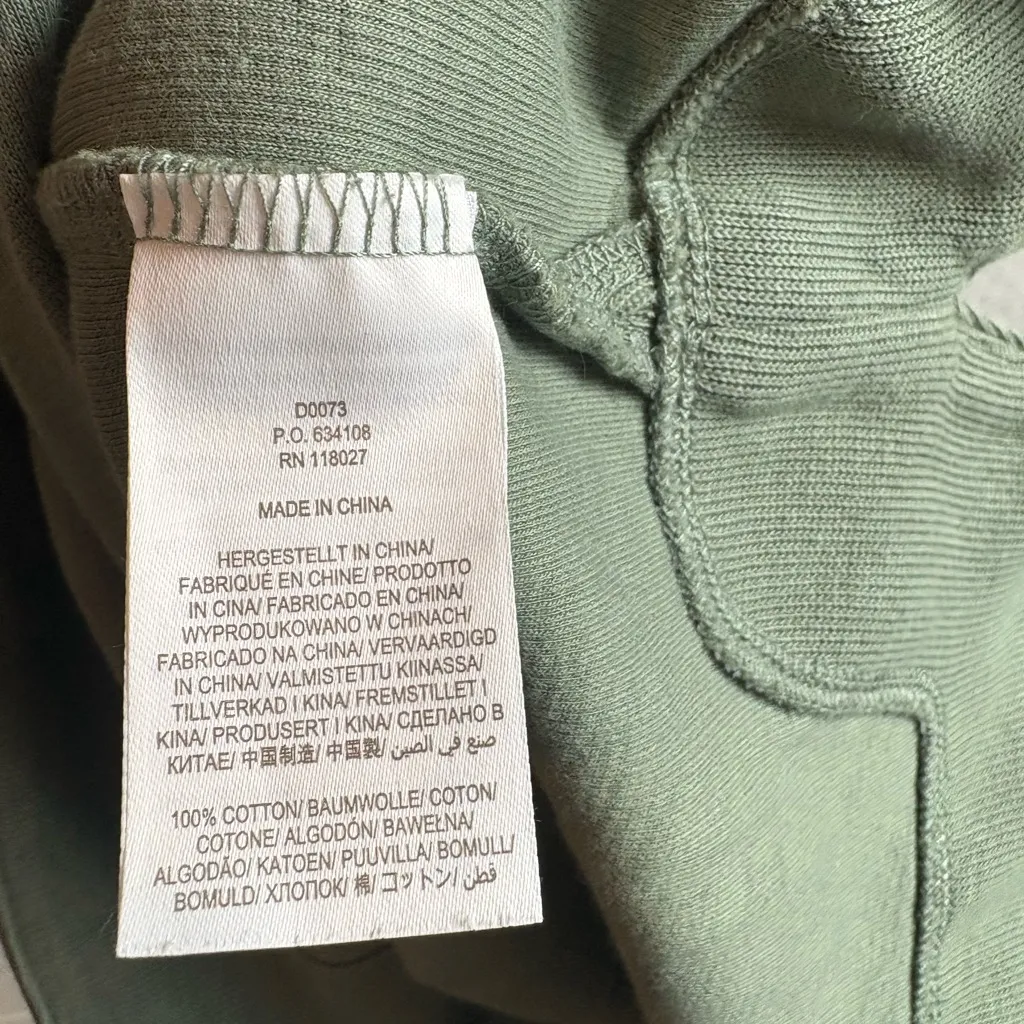 D0073
P.O. 634108
RN 118027
MADE IN CHINA
HERGESTELLT IN CHINA/
FABRIQUÉ EN CHINE/ PRODOTTO
IN CINA/ FABRICADO EN CHINA/
WYPRODUKOWANO W CHINACH/
FABRICADO NA CHINA/ VERVAARDIGD
IN CHINA/ VALMISTETTU KIINASSA/
TILLVERKAD I KINA/ FREMSTILLET I
KINA/ PRODUSERT I KINA/ СДЕЛАНО В
КИТАЕ/ 中国制造/ 中国製/ صنع في الصين
100% COTTON/ BAUMWOLLE/ COTON/
COTONE/ ALGODÓN/ BAWEŁNA/
ALGODÃO/ KATOEN/ PUUVILLA/ BOMULL/
BOMULD/ ХЛОПОК/ 棉/ コットン/ قطن